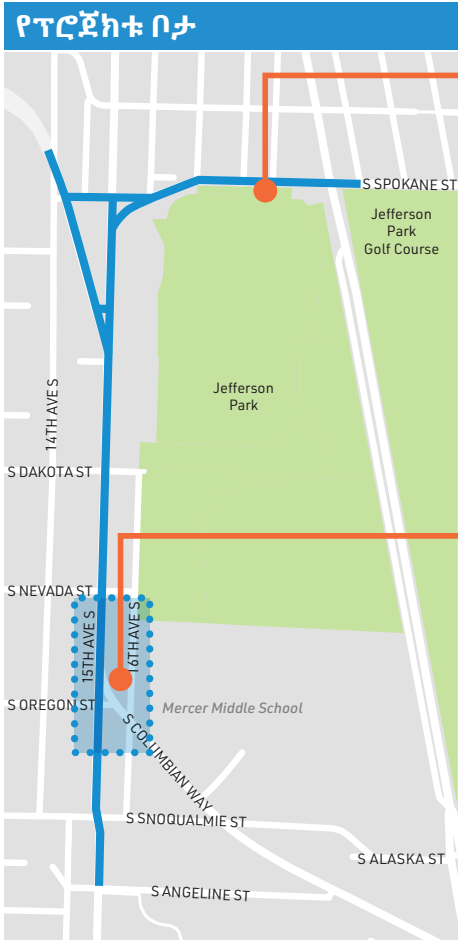 የፕሮጀክቱ ቦታ
S SPOKANE ST
Jefferson
Park
Golf Course
Jefferson
Park
14TH AVE S
S DAKOTA ST
S NEVADA ST
15TH AVE S
16TH AVE S
S OREGON ST
Mercer Middle School
S COLUMBIAN WAY
S SNOQUALMIE ST
S ALASKA ST
S ANGELINE ST